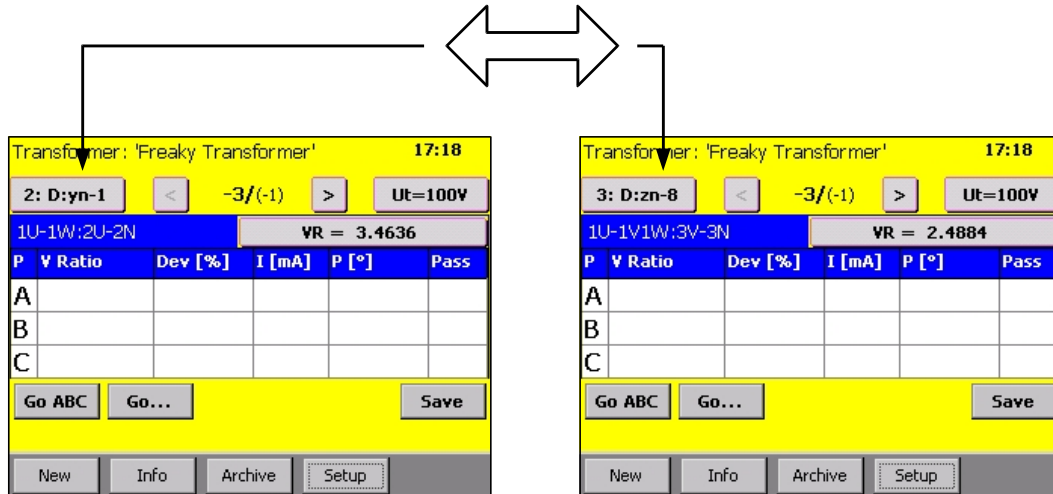 Transformer: 'Freaky Transformer' 17:18
2: D:yn-1 < -3/(-1) > Ut=100V
1U-1W:2U-2N VR = 3.4636
P V Ratio Dev [%] I [mA] P [°] Pass
A
B
C
Go ABC Go... Save
New Info Archive Setup
Transformer: 'Freaky Transformer' 17:18
3: D:zn-8 < -3/(-1) > Ut=100V
1U-1V1W:3V-3N VR = 2.4884
P V Ratio Dev [%] I [mA] P [°] Pass
A
B
C
Go ABC Go... Save
New Info Archive Setup